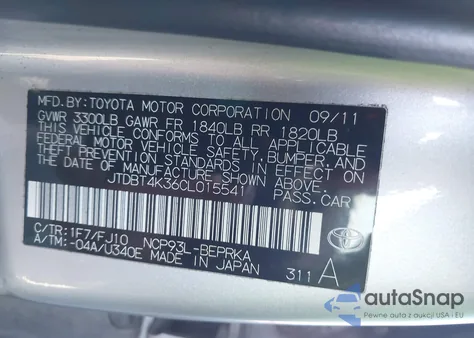 MFD.BY: TOYOTA MOTOR CORPORATION 09/11
GVWR 3300LB GAWR FR 1840LB RR 1820LB
THIS VEHICLE CONFORMS TO ALL APPLICABLE
FEDERAL MOTOR VEHICLE SAFETY, BUMPER, AND
THEFT PREVENTION STANDARDS IN EFFECT ON
THE DATE OF MANUFACTURE SHOWN ABOVE.
JTDBT4K36CL015541 PASS.CAR
C/TR:1F7/FJ10 NCP93L-BEPRKA
A/TM:-04A/U340E MADE IN JAPAN 311 A
TOYOTA
autoSnap
Pewne auta z aukcji USA i EU